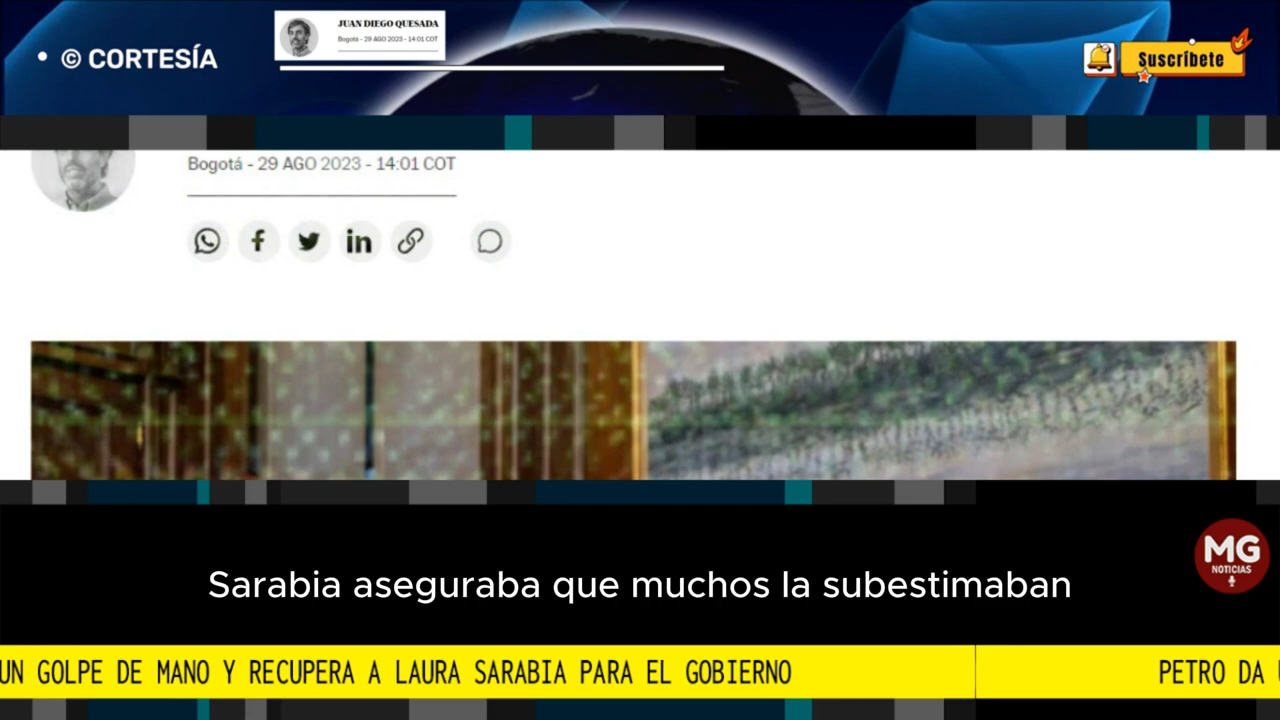 • © CORTESÍA
JUAN DIEGO QUESADA
Bogotá - 29 AGO 2023 - 14:01 COT
Suscríbete
Bogotá - 29 AGO 2023 - 14:01 COT
Sarabia aseguraba que muchos la subestimaban
MG
NOTICIAS
UN GOLPE DE MANO Y RECUPERA A LAURA SARABIA PARA EL GOBIERNO
PETRO DA